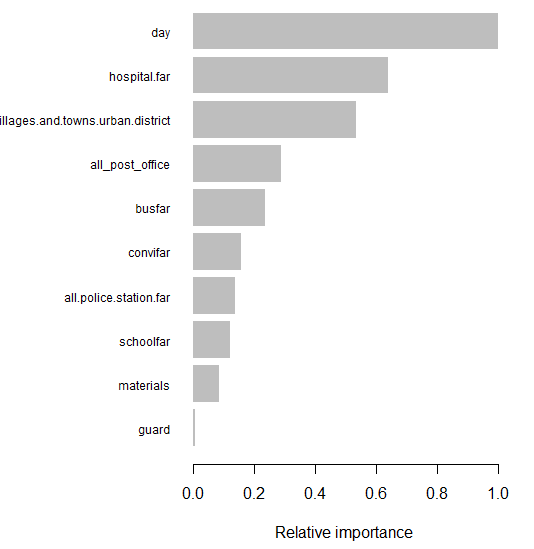 day
hospital.far
illages.and.towns.urban.district
all_post_office
busfar
convifar
all.police.station.far
schoolfar
materials
guard
0.0 0.2 0.4 0.6 0.8 1.0
Relative importance